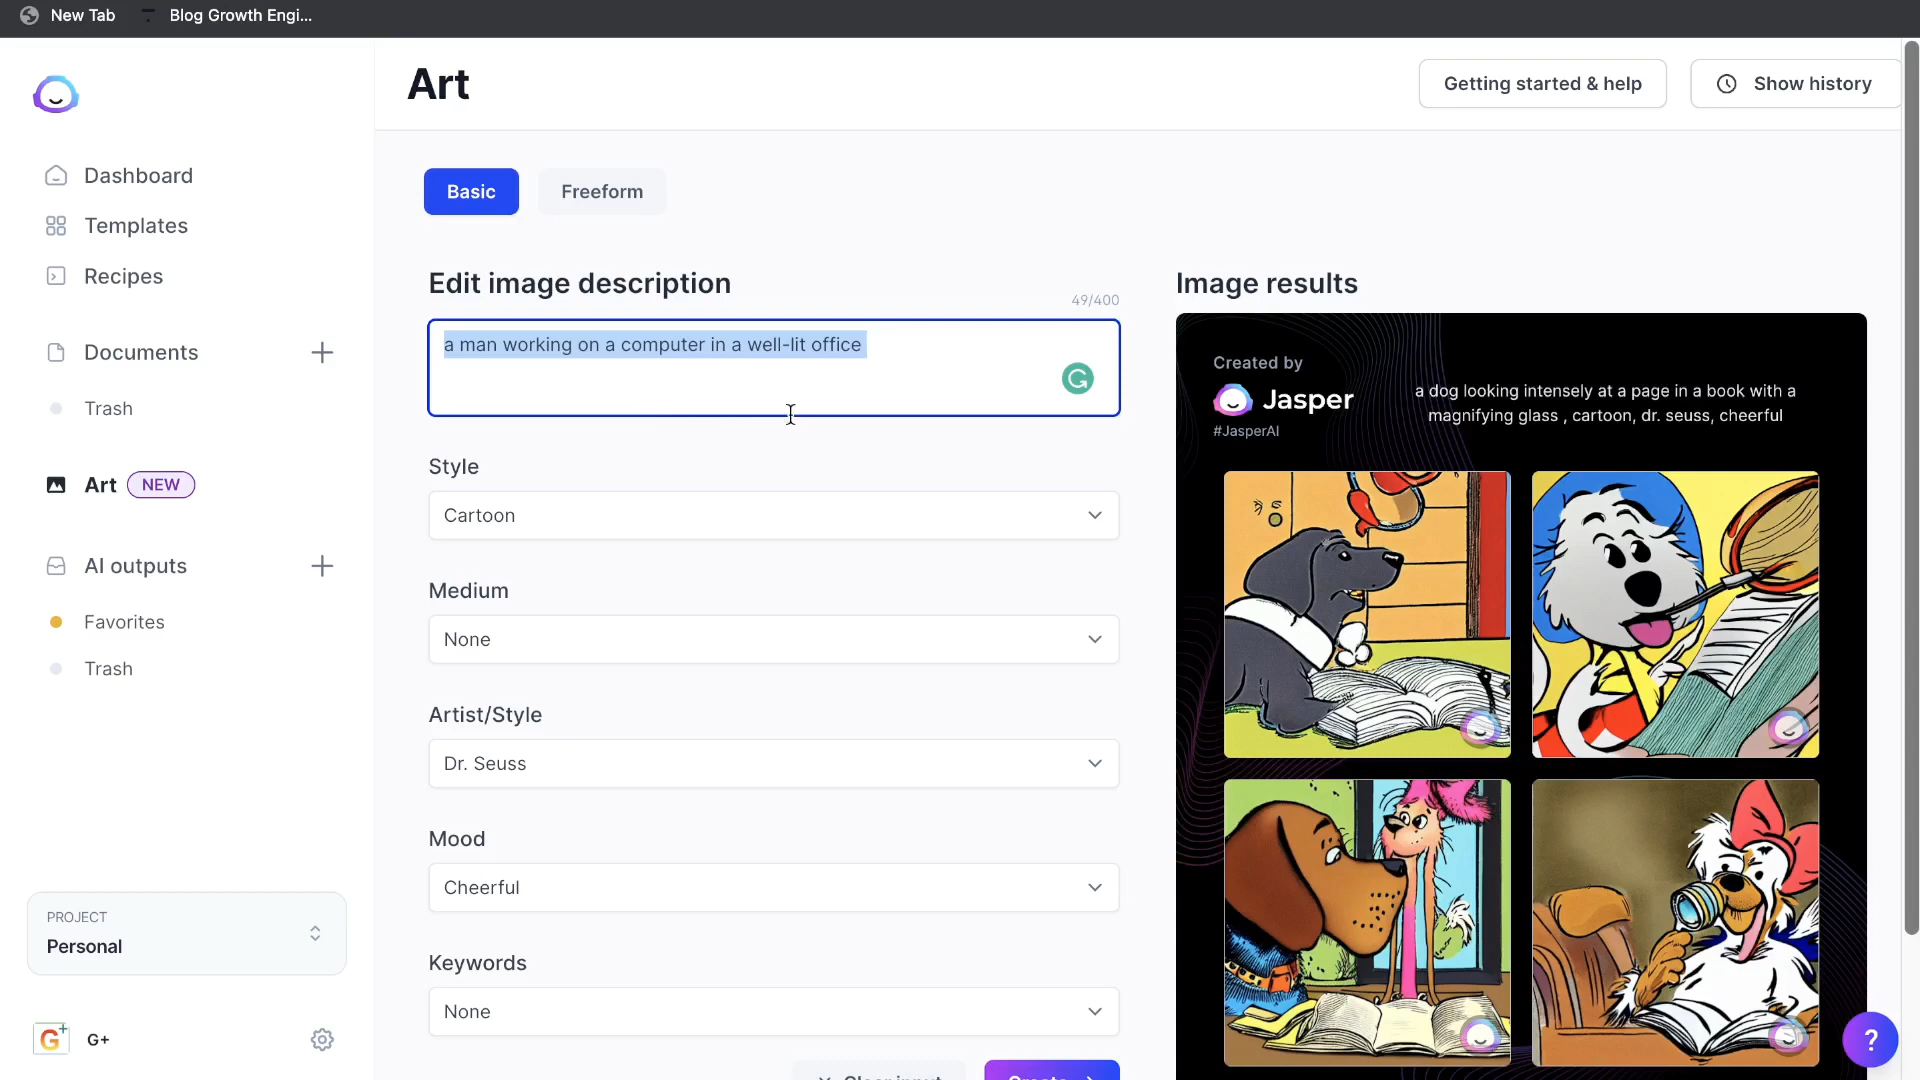 New Tab
Blog Growth Engi...
Art
Getting started & help
Show history
Dashboard
Templates
Recipes
Documents
Trash
Art NEW
AI outputs
Favorites
Trash
PROJECT
Personal
G+
Basic
Freeform
Edit image description
49/400
a man working on a computer in a well-lit office
Style
Cartoon
Medium
None
Artist/Style
Dr. Seuss
Mood
Cheerful
Keywords
None
Clear input
Create
Image results
Created by
Jasper
#JasperAI
a dog looking intensely at a page in a book with a
magnifying glass , cartoon, dr. seuss, cheerful
?